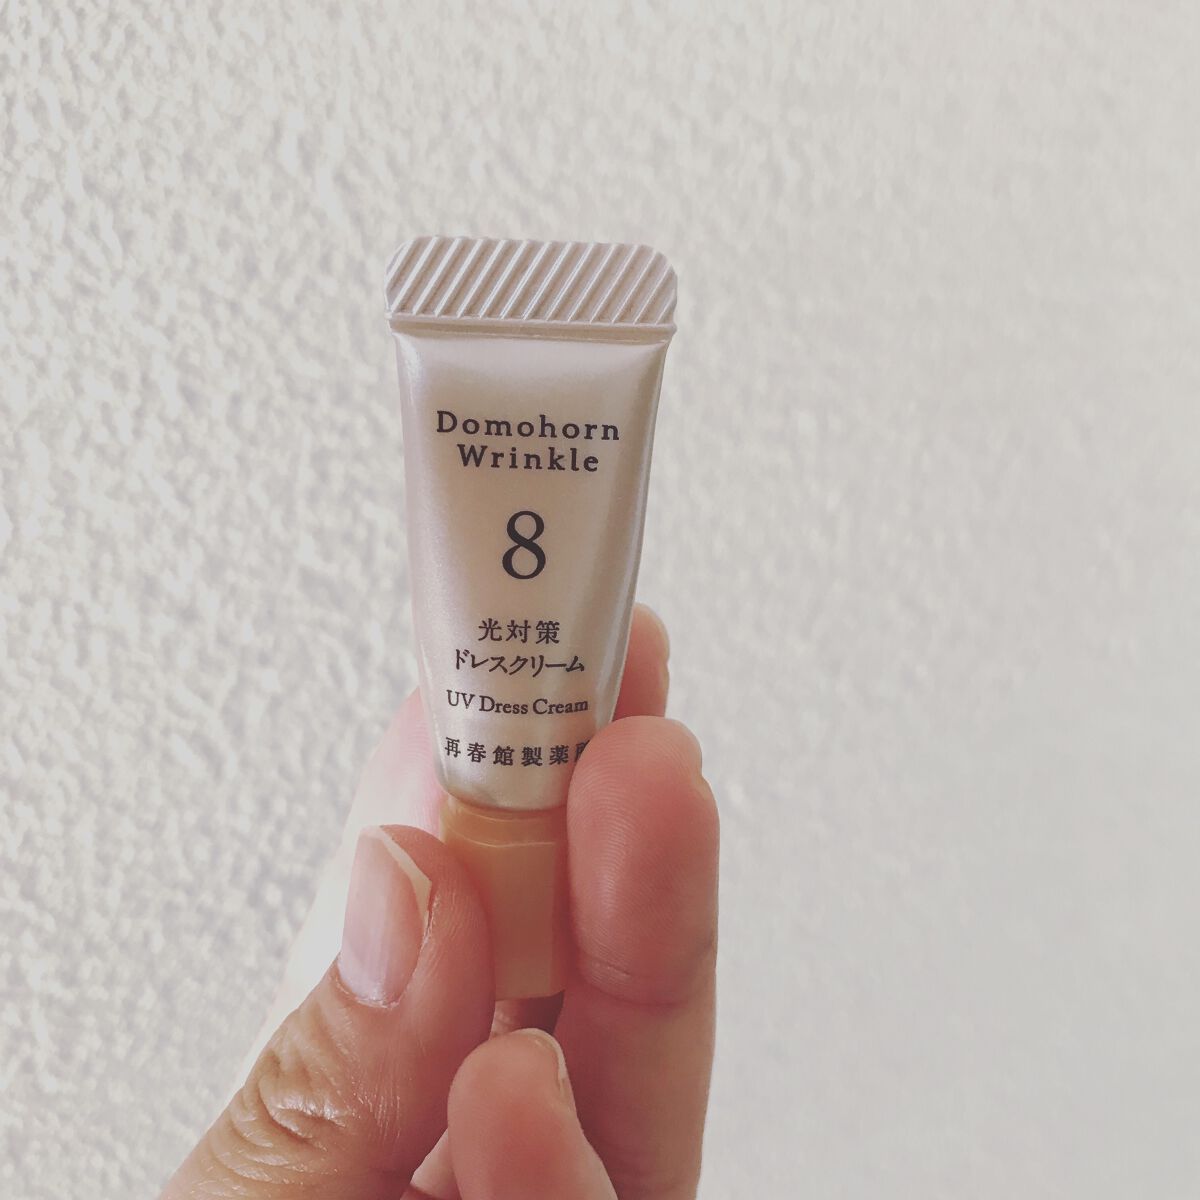 Domohorn
Wrinkle
8
光対策
ドレスクリーム
UV Dress Cream
再春館製薬所